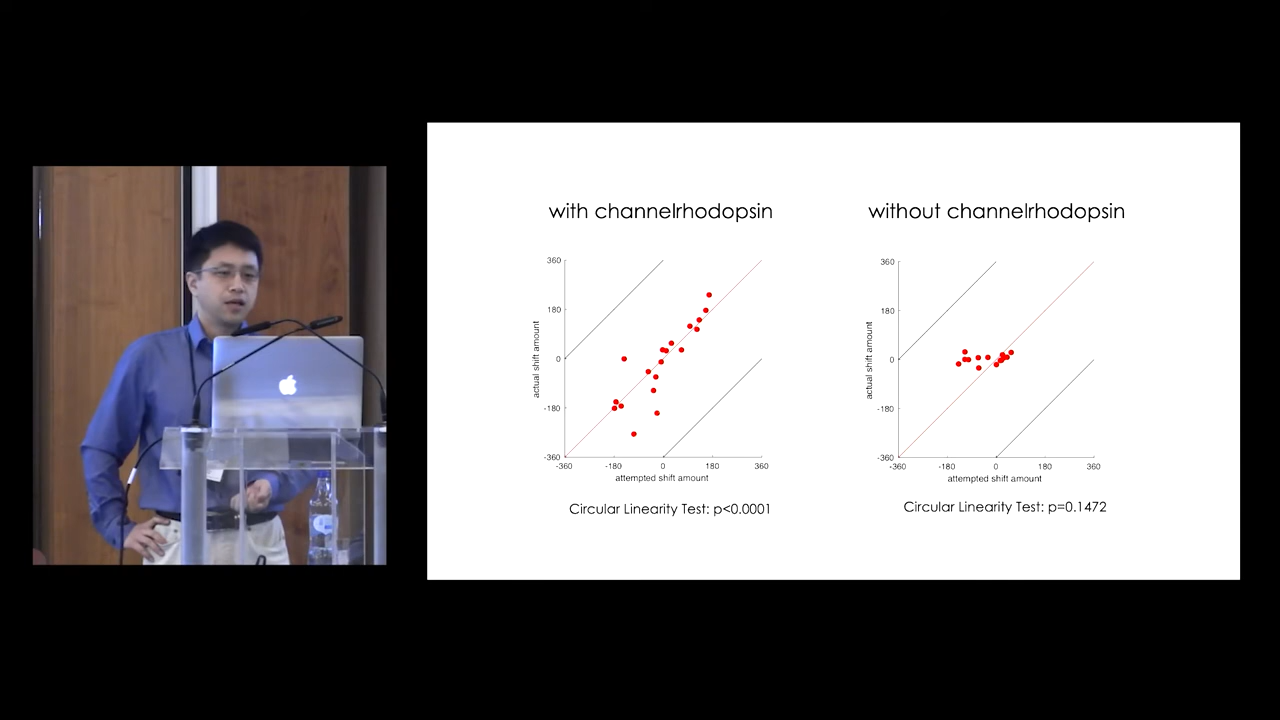 with channelrhodopsin
without channelrhodopsin
360
180
0
-180
-360
actual shift amount
-360
-180
0
180
360
attempted shift amount
360
180
0
-180
-360
actual shift amount
-360
-180
0
180
360
attempted shift amount
Circular Linearity Test: p<0.0001
Circular Linearity Test: p=0.1472